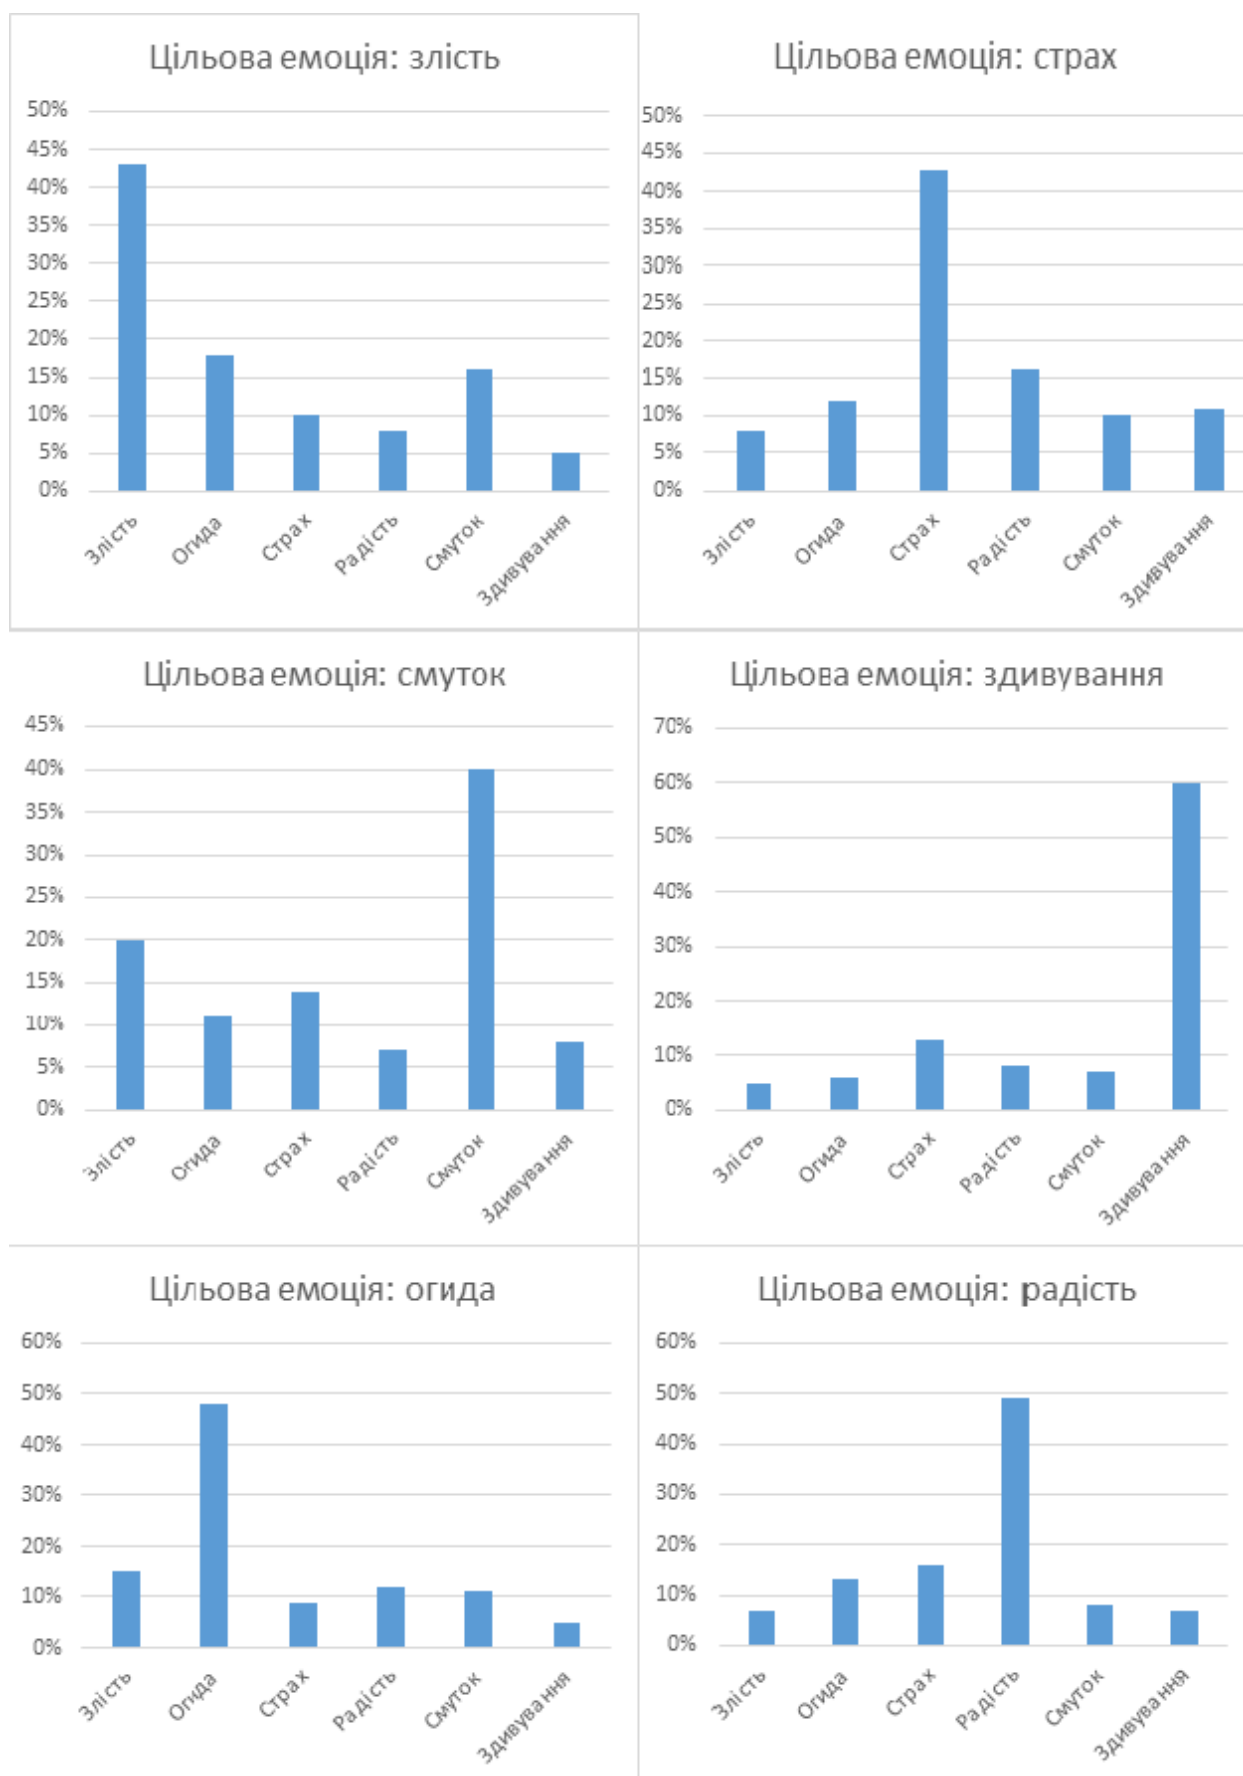 Цільова емоція: злість
50%
45%
40%
35%
30%
25%
20%
15%
10%
5%
0%
Злість
Огида
Страх
Радість
Смуток
Здивування
Цільова емоція: страх
50%
45%
40%
35%
30%
25%
20%
15%
10%
5%
0%
Злість
Огида
Страх
Радість
Смуток
Здивування
Цільова емоція: смуток
45%
40%
35%
30%
25%
20%
15%
10%
5%
0%
Злість
Огида
Страх
Радість
Смуток
Здивування
Цільова емоція: здивування
70%
60%
50%
40%
30%
20%
10%
0%
Злість
Огида
Страх
Радість
Смуток
Здивування
Цільова емоція: огида
60%
50%
40%
30%
20%
10%
0%
Злість
Огида
Страх
Радість
Смуток
Здивування
Цільова емоція: радість
60%
50%
40%
30%
20%
10%
0%
Злість
Огида
Страх
Радість
Смуток
Здивування